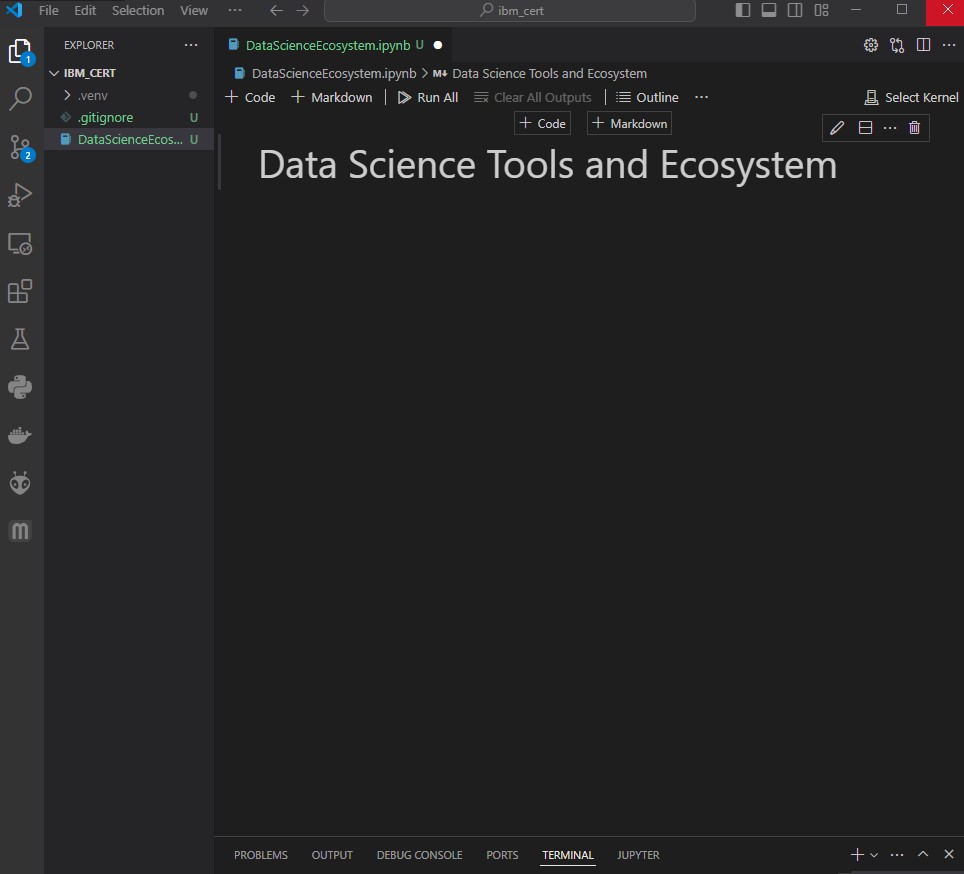 File Edit Selection View ··· ibm_cert
EXPLORER ···
IBM_CERT
.venv
.gitignore U
DataScienceEcos... U
1
2
DataScienceEcosystem.ipynb U
DataScienceEcosystem.ipynb > M↓ Data Science Tools and Ecosystem
+ Code + Markdown | Run All Clear All Outputs | Outline ··· Select Kernel
+ Code + Markdown
Data Science Tools and Ecosystem
PROBLEMS OUTPUT DEBUG CONSOLE PORTS TERMINAL JUPYTER